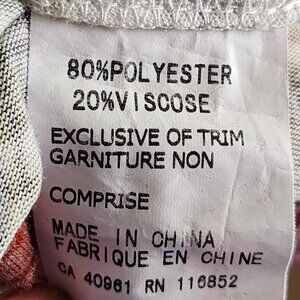 80%POLYESTER
20%VISCOSE
EXCLUSIVE OF TRIM
GARNITURE NON
COMPRISE
MADE IN CHINA
FABRIQUE EN CHINE
CA 40961 RN 116852